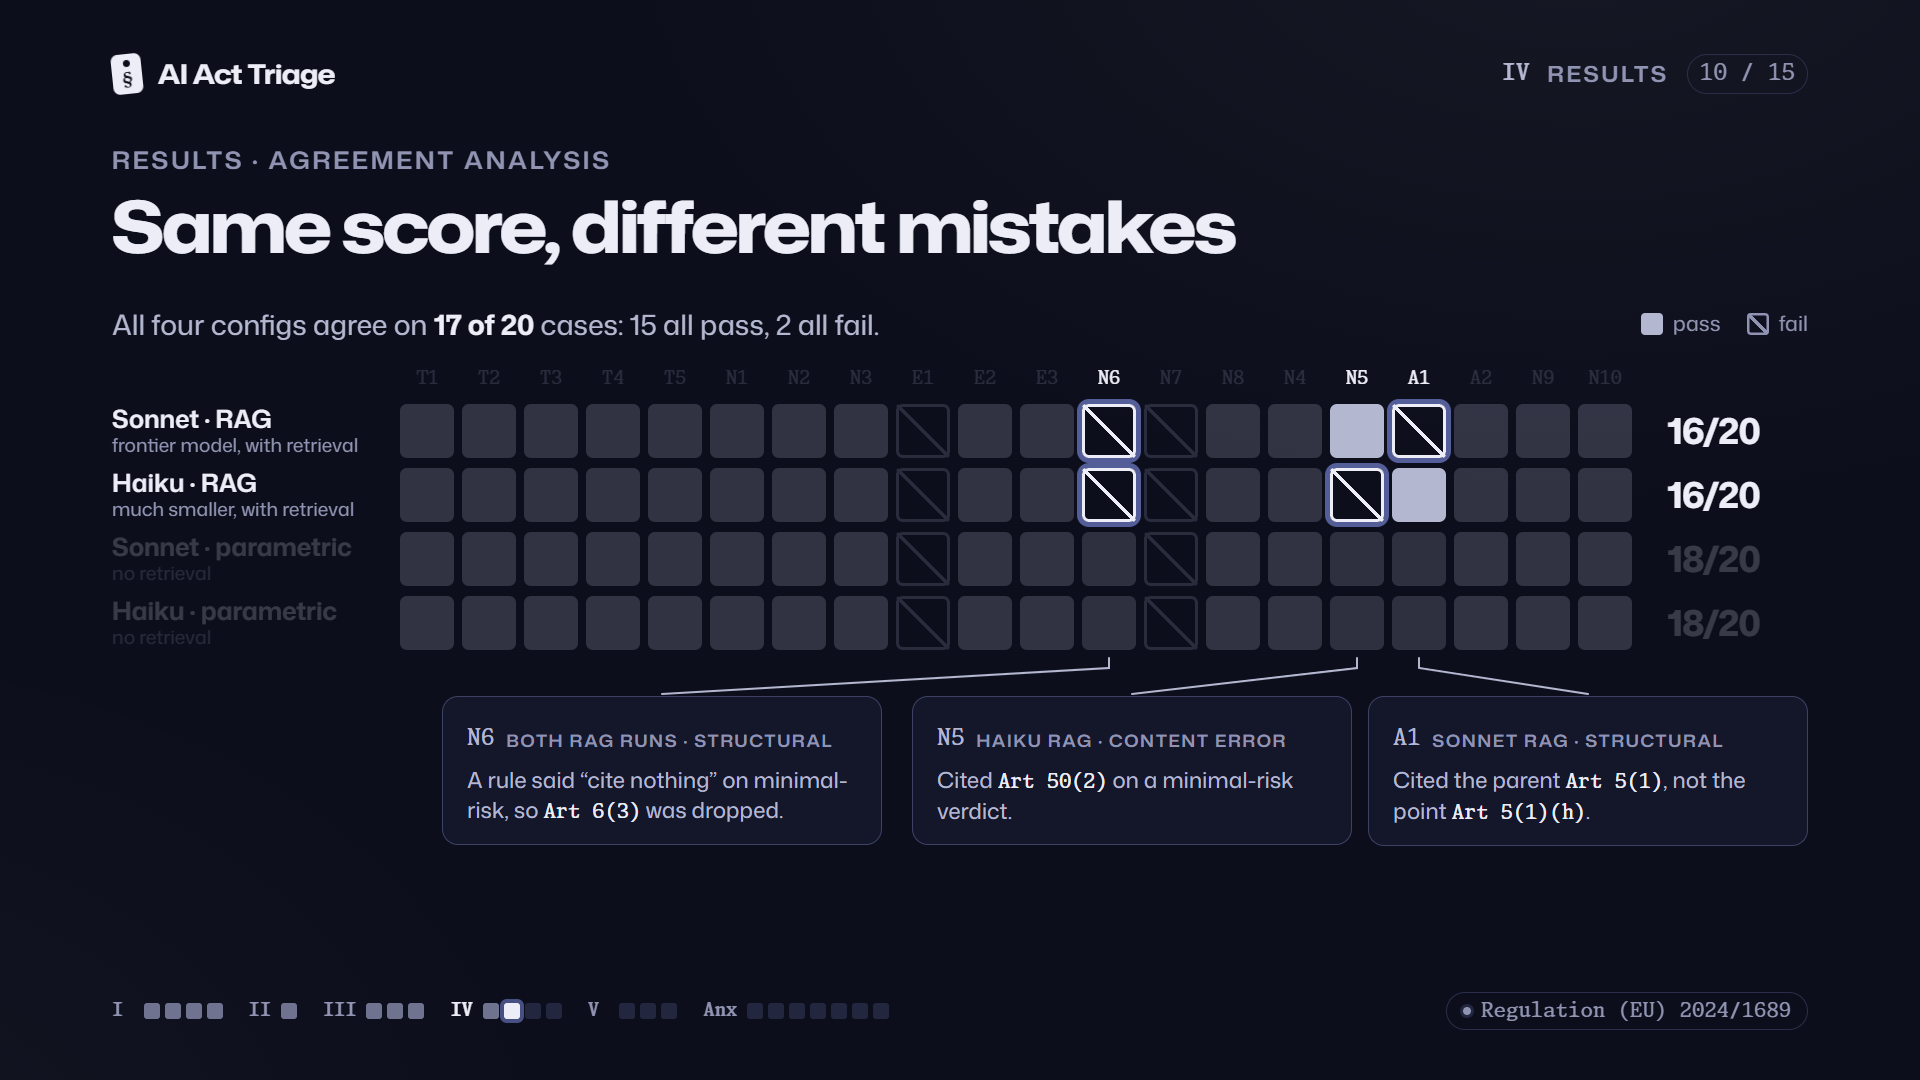 §
AI Act Triage
IV RESULTS 10 / 15
RESULTS · AGREEMENT ANALYSIS
Same score, different mistakes
All four configs agree on 17 of 20 cases: 15 all pass, 2 all fail.
pass fail
T1 T2 T3 T4 T5 N1 N2 N3 E1 E2 E3 N6 N7 N8 N4 N5 A1 A2 N9 N10
Sonnet · RAG
frontier model, with retrieval
16/20
Haiku · RAG
much smaller, with retrieval
16/20
Sonnet · parametric
no retrieval
18/20
Haiku · parametric
no retrieval
18/20
N6 BOTH RAG RUNS · STRUCTURAL
A rule said “cite nothing” on minimal-
risk, so Art 6(3) was dropped.
N5 HAIKU RAG · CONTENT ERROR
Cited Art 50(2) on a minimal-risk
verdict.
A1 SONNET RAG · STRUCTURAL
Cited the parent Art 5(1), not the
point Art 5(1)(h).
I II III IV V Anx
Regulation (EU) 2024/1689